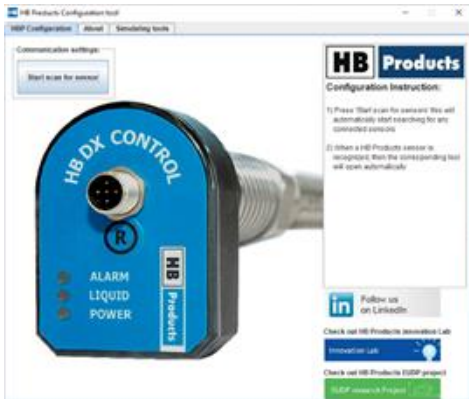 HB Products Configuration tool
HBP Configuration About Simulating tools
Communication settings:
Start scan for sensor
HB Products
Configuration Instruction:
1) Press 'Start scan for sensors' this will
automatically start searching for any
connected sensors
2) When a HB Products sensor is
recognized, then the corresponding tool
will open automatically
HB DX CONTROL
R
ALARM
LIQUID
POWER
HB
Products
in Follow us
on LinkedIn
Check out HB Products Innovation Lab
Innovation Lab
Check out HB Products EUDP project
EUDP research Project